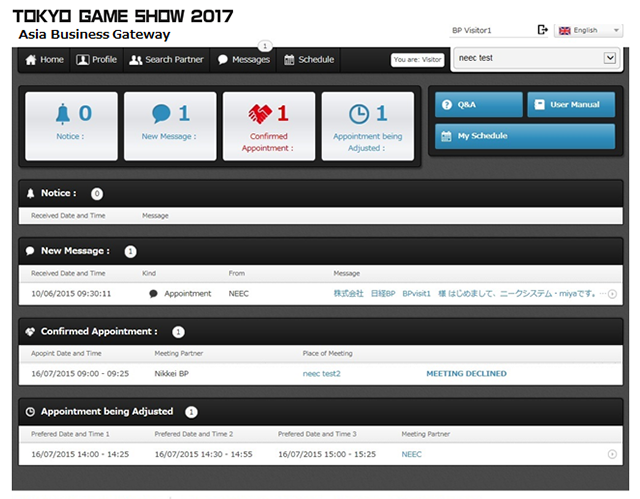 TOKYO GAME SHOW 2017
Asia Business Gateway
BP Visitor1
English
Home Profile Search Partner Messages 1 Schedule
You are: Visitor
neec test
0
Notice :
1
New Message :
1
Confirmed
Appointment :
1
Appointment being
Adjusted :
Q&A
User Manual
My Schedule
Notice : 0
Received Date and Time Message
New Message : 1
Received Date and Time Kind From Message
10/06/2015 09:30:11 Appointment NEEC 株式会社 日経BP BPvisit1 様 はじめまして、ニークシステム・miyaです。 ...
Confirmed Appointment : 1
Apopint Date and Time Meeting Partner Place of Meeting
16/07/2015 09:00 - 09:25 Nikkei BP neec test2 MEETING DECLINED
Appointment being Adjusted 1
Prefered Date and Time 1 Prefered Date and Time 2 Prefered Date and Time 3 Meeting Partner
16/07/2015 14:00 - 14:25 16/07/2015 14:30 - 14:55 16/07/2015 15:00 - 15:25 NEEC